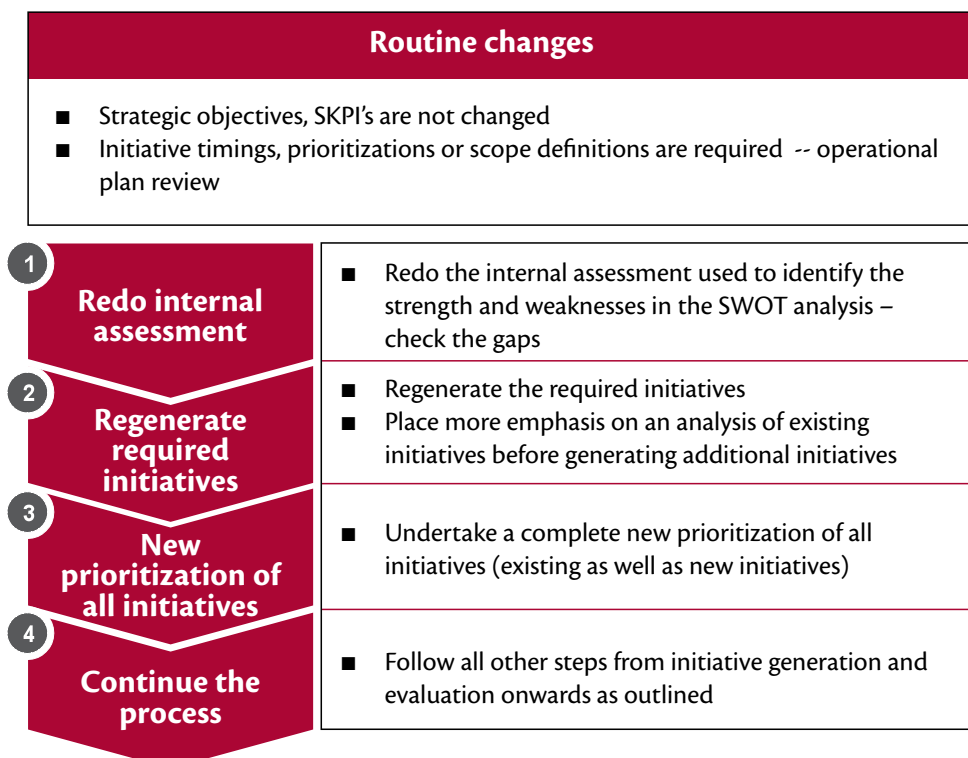 Routine changes
■ Strategic objectives, SKPI's are not changed
■ Initiative timings, prioritizations or scope definitions are required -- operational
plan review
1
Redo internal
assessment
■ Redo the internal assessment used to identify the
strength and weaknesses in the SWOT analysis –
check the gaps
2
Regenerate
required
initiatives
■ Regenerate the required initiatives
■ Place more emphasis on an analysis of existing
initiatives before generating additional initiatives
3
New
prioritization of
all initiatives
■ Undertake a complete new prioritization of all
initiatives (existing as well as new initiatives)
4
Continue the
process
■ Follow all other steps from initiative generation and
evaluation onwards as outlined